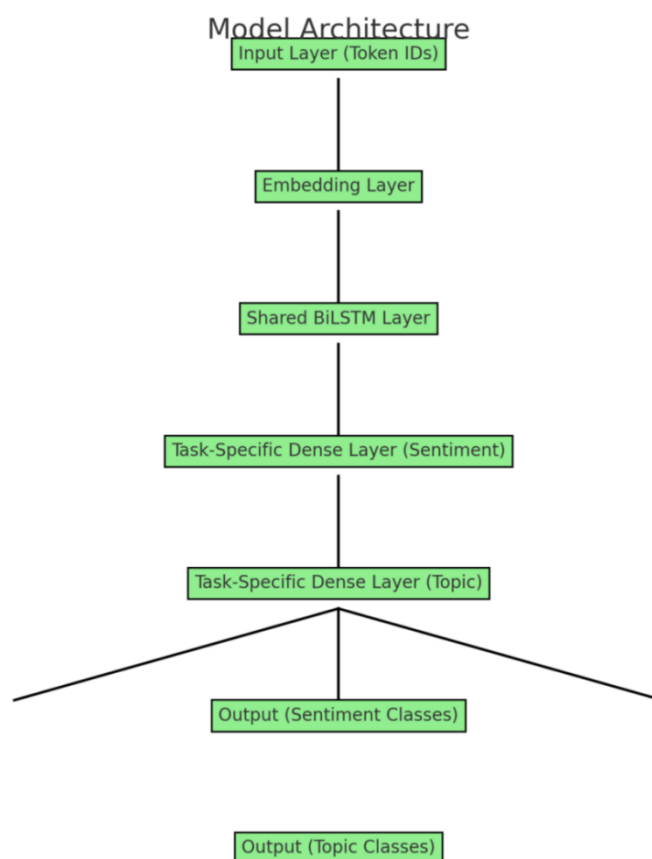 Model Architecture
Input Layer (Token IDs)
Embedding Layer
Shared BiLSTM Layer
Task-Specific Dense Layer (Sentiment)
Task-Specific Dense Layer (Topic)
Output (Sentiment Classes)
Output (Topic Classes)